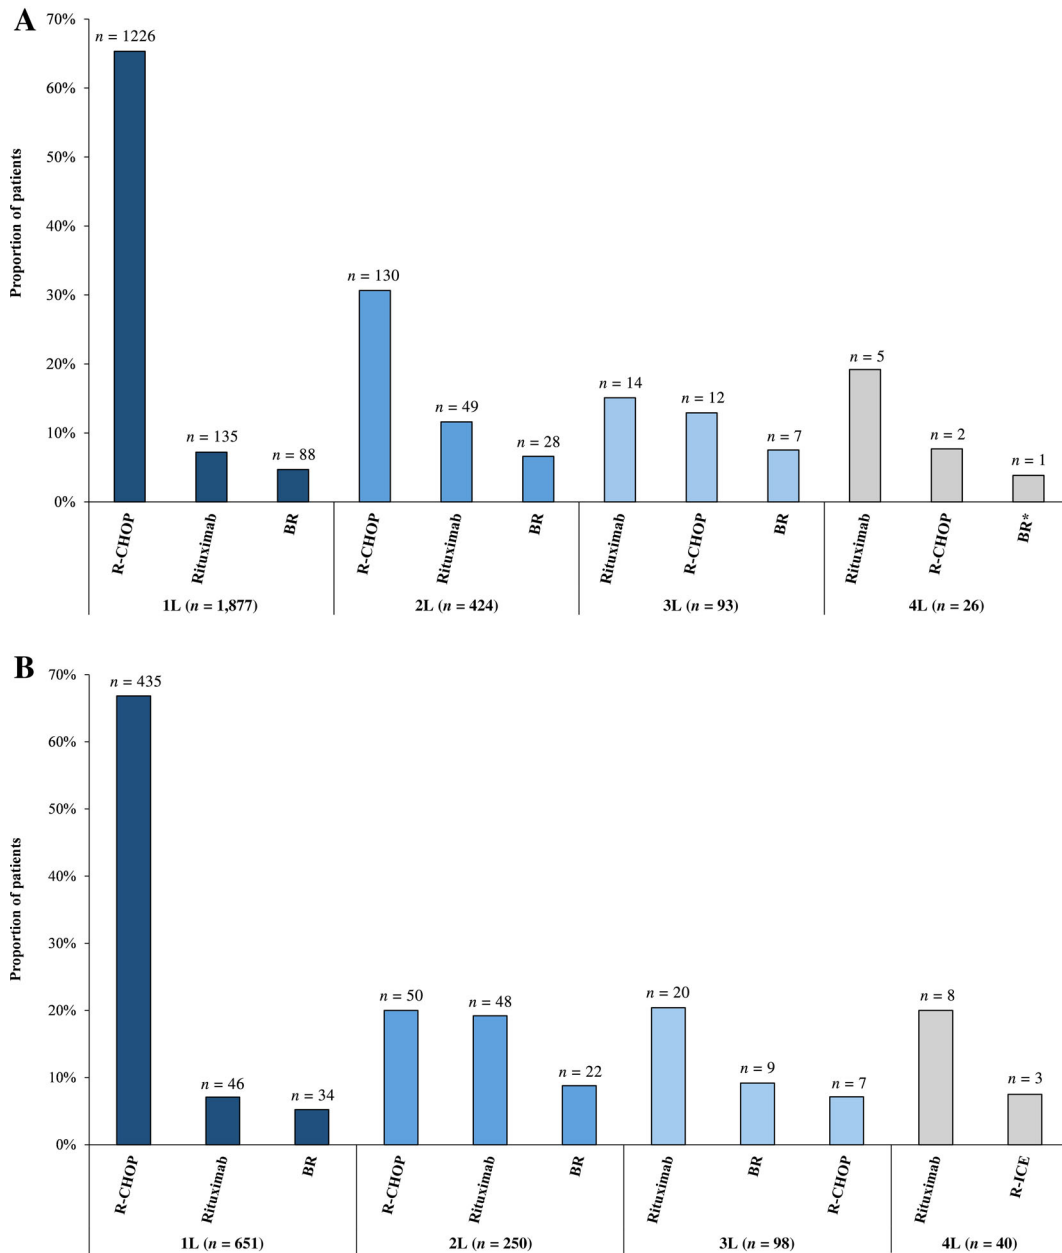 A
70%
60%
50%
40%
30%
20%
10%
0%
Proportion of patients
n = 1226
n = 135
n = 88
n = 130
n = 49
n = 28
n = 14
n = 12
n = 7
n = 5
n = 2
n = 1
R-CHOP
Rituximab
BR
R-CHOP
Rituximab
BR
Rituximab
R-CHOP
BR
Rituximab
R-CHOP
BR*
1L (n = 1,877)
2L (n = 424)
3L (n = 93)
4L (n = 26)
B
70%
60%
50%
40%
30%
20%
10%
0%
Proportion of patients
n = 435
n = 46
n = 34
n = 50
n = 48
n = 22
n = 20
n = 9
n = 7
n = 8
n = 3
R-CHOP
Rituximab
BR
R-CHOP
Rituximab
BR
Rituximab
BR
R-CHOP
Rituximab
R-ICE
1L (n = 651)
2L (n = 250)
3L (n = 98)
4L (n = 40)